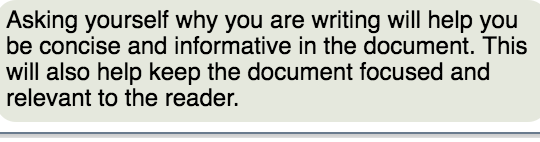 Asking yourself why you are writing will help you
be concise and informative in the document. This
will also help keep the document focused and
relevant to the reader.